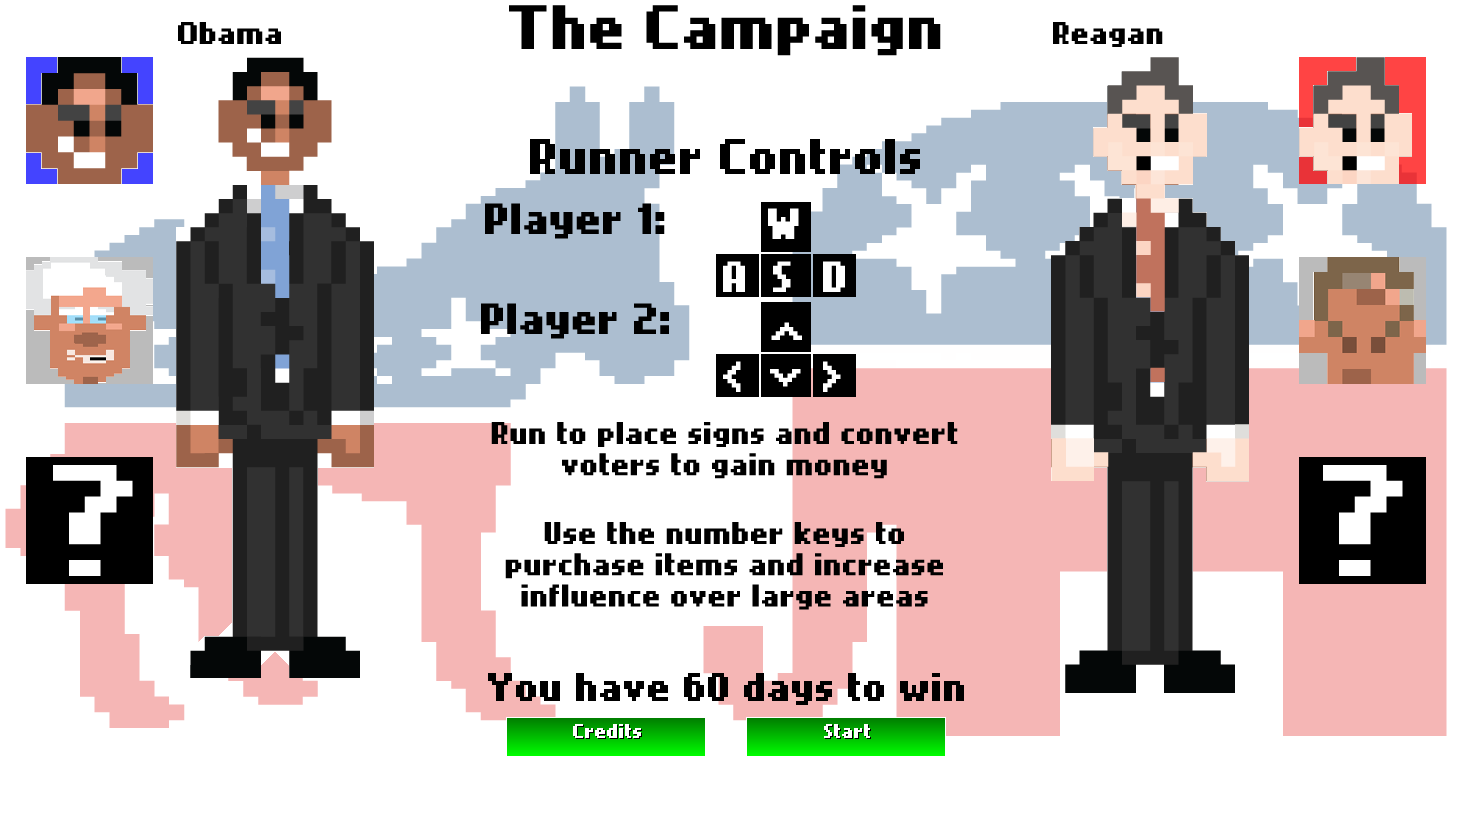 The Campaign
Obama
Reagan
Runner Controls
Player 1:
W
A S D
Player 2:
^
< v >
Run to place signs and convert
voters to gain money
?
?
Use the number keys to
purchase items and increase
influence over large areas
You have 60 days to win
Credits
Start